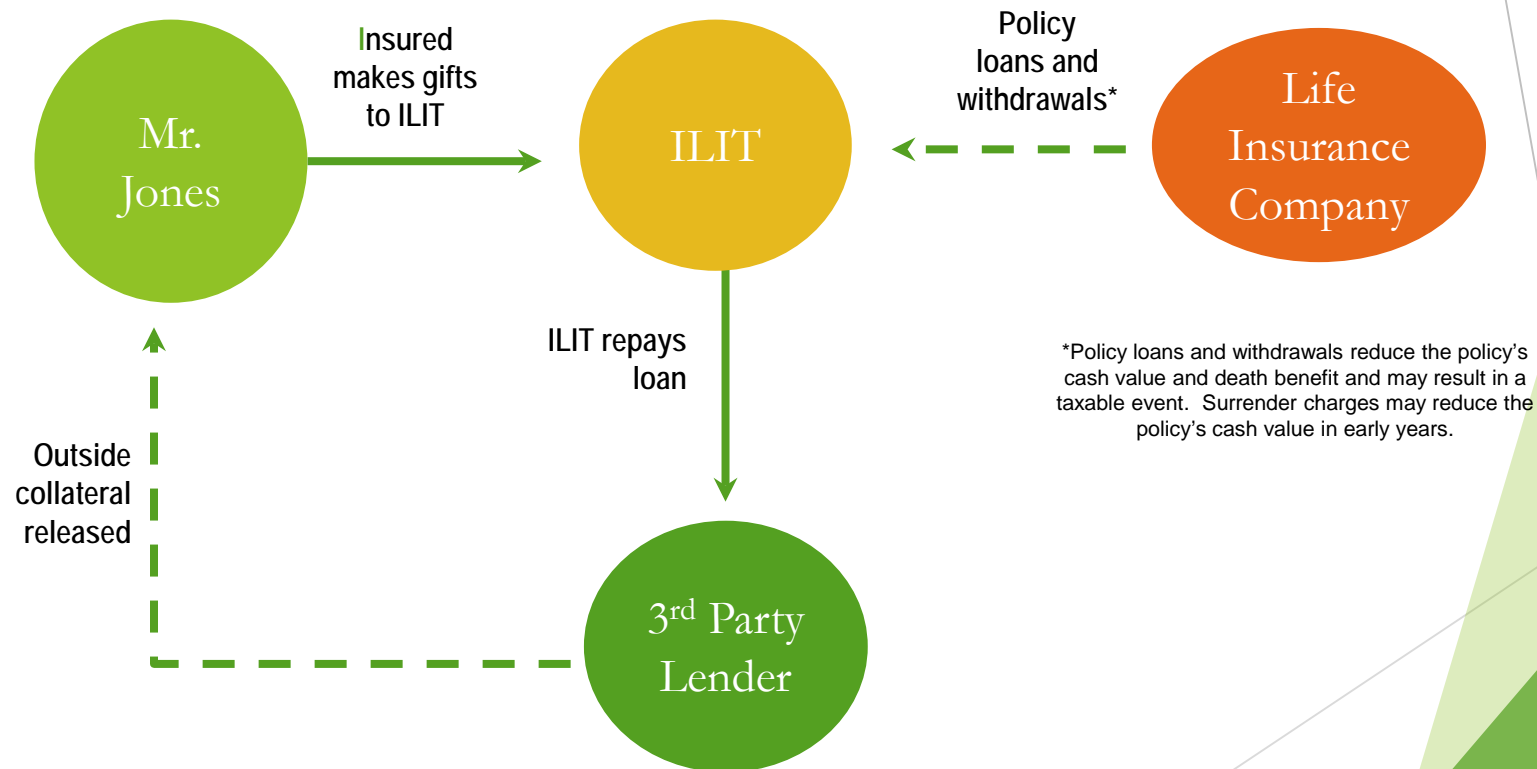 Mr.
Jones
Insured
makes gifts
to ILIT
ILIT
Policy
loans and
withdrawals*
Life
Insurance
Company
ILIT repays
loan
*Policy loans and withdrawals reduce the policy's
cash value and death benefit and may result in a
taxable event.  Surrender charges may reduce the
policy's cash value in early years.
Outside
collateral
released
3rd Party
Lender